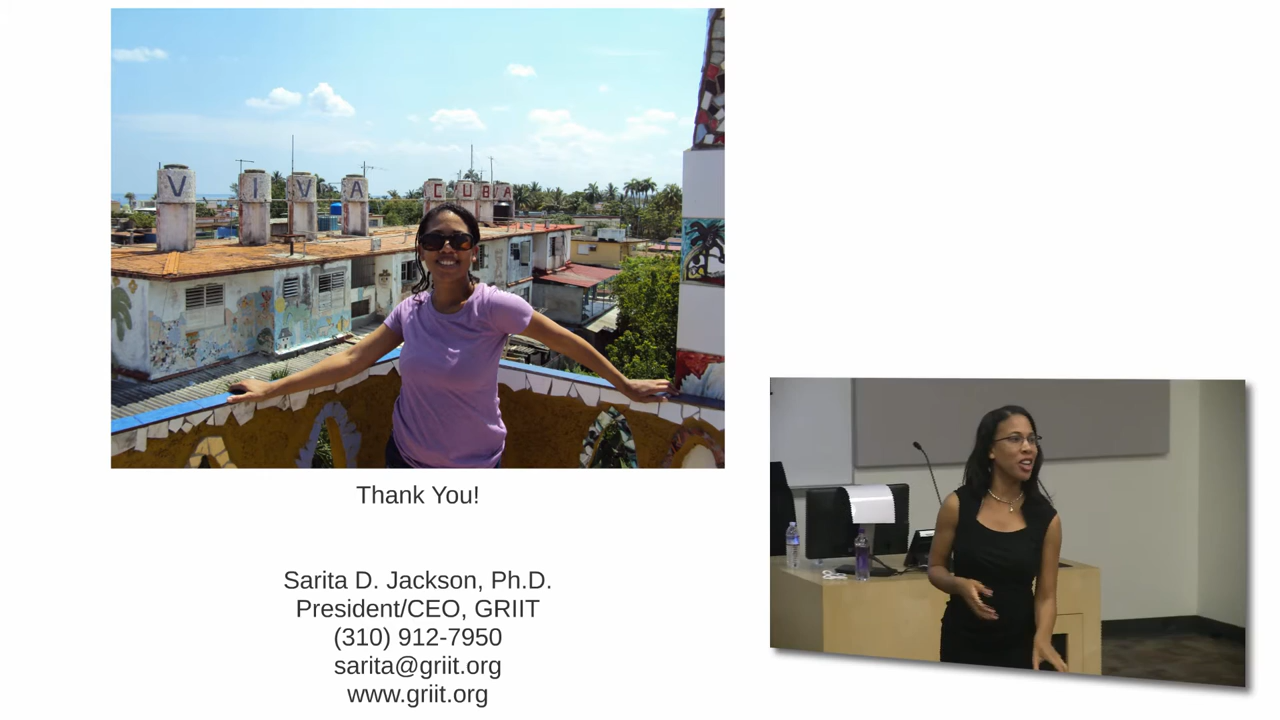 VIVA CUBA
Thank You!
Sarita D. Jackson, Ph.D.
President/CEO, GRIIT
(310) 912-7950
sarita@griit.org
www.griit.org